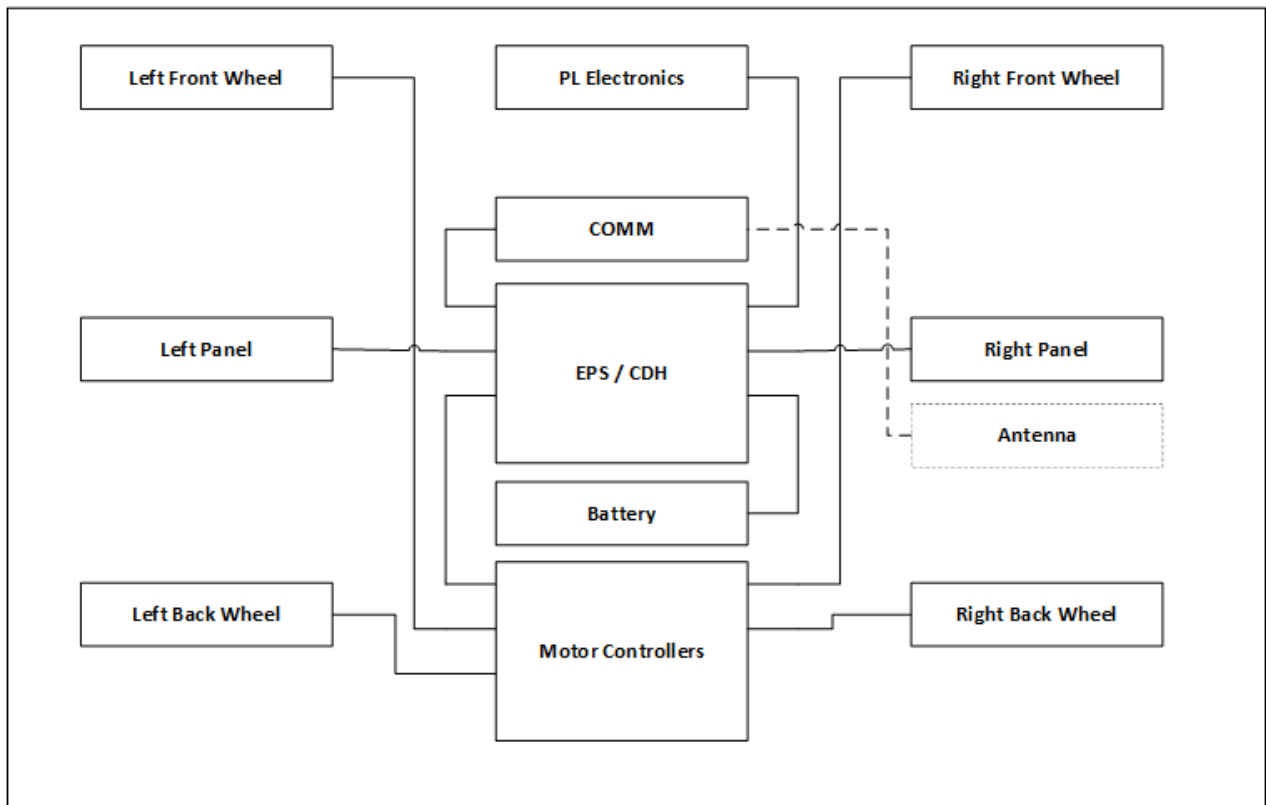 Left Front Wheel
PL Electronics
Right Front Wheel
COMM
Left Panel
EPS / CDH
Right Panel
Antenna
Battery
Left Back Wheel
Motor Controllers
Right Back Wheel